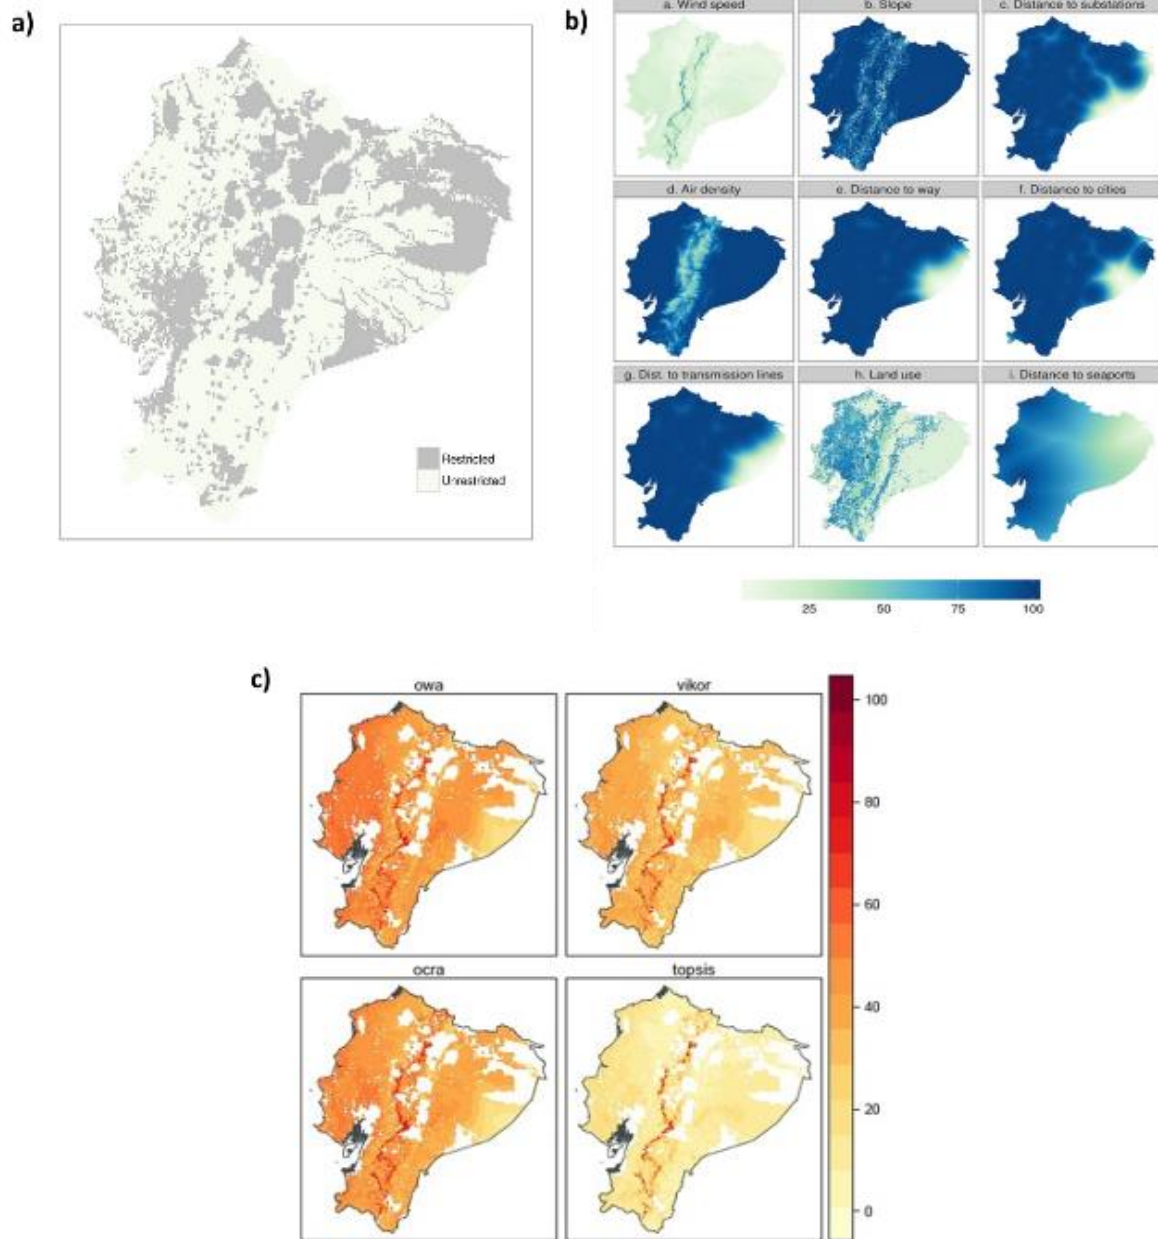 a)
Restricted
Unrestricted
b)
a. Wind speed
b. Slope
c. Distance to substations
d. Air density
e. Distance to way
f. Distance to cities
g. Dist. to transmission lines
h. Land use
i. Distance to seaports
25 50 75 100
c)
owa
vikor
ocra
topsis
100
80
60
40
20
0